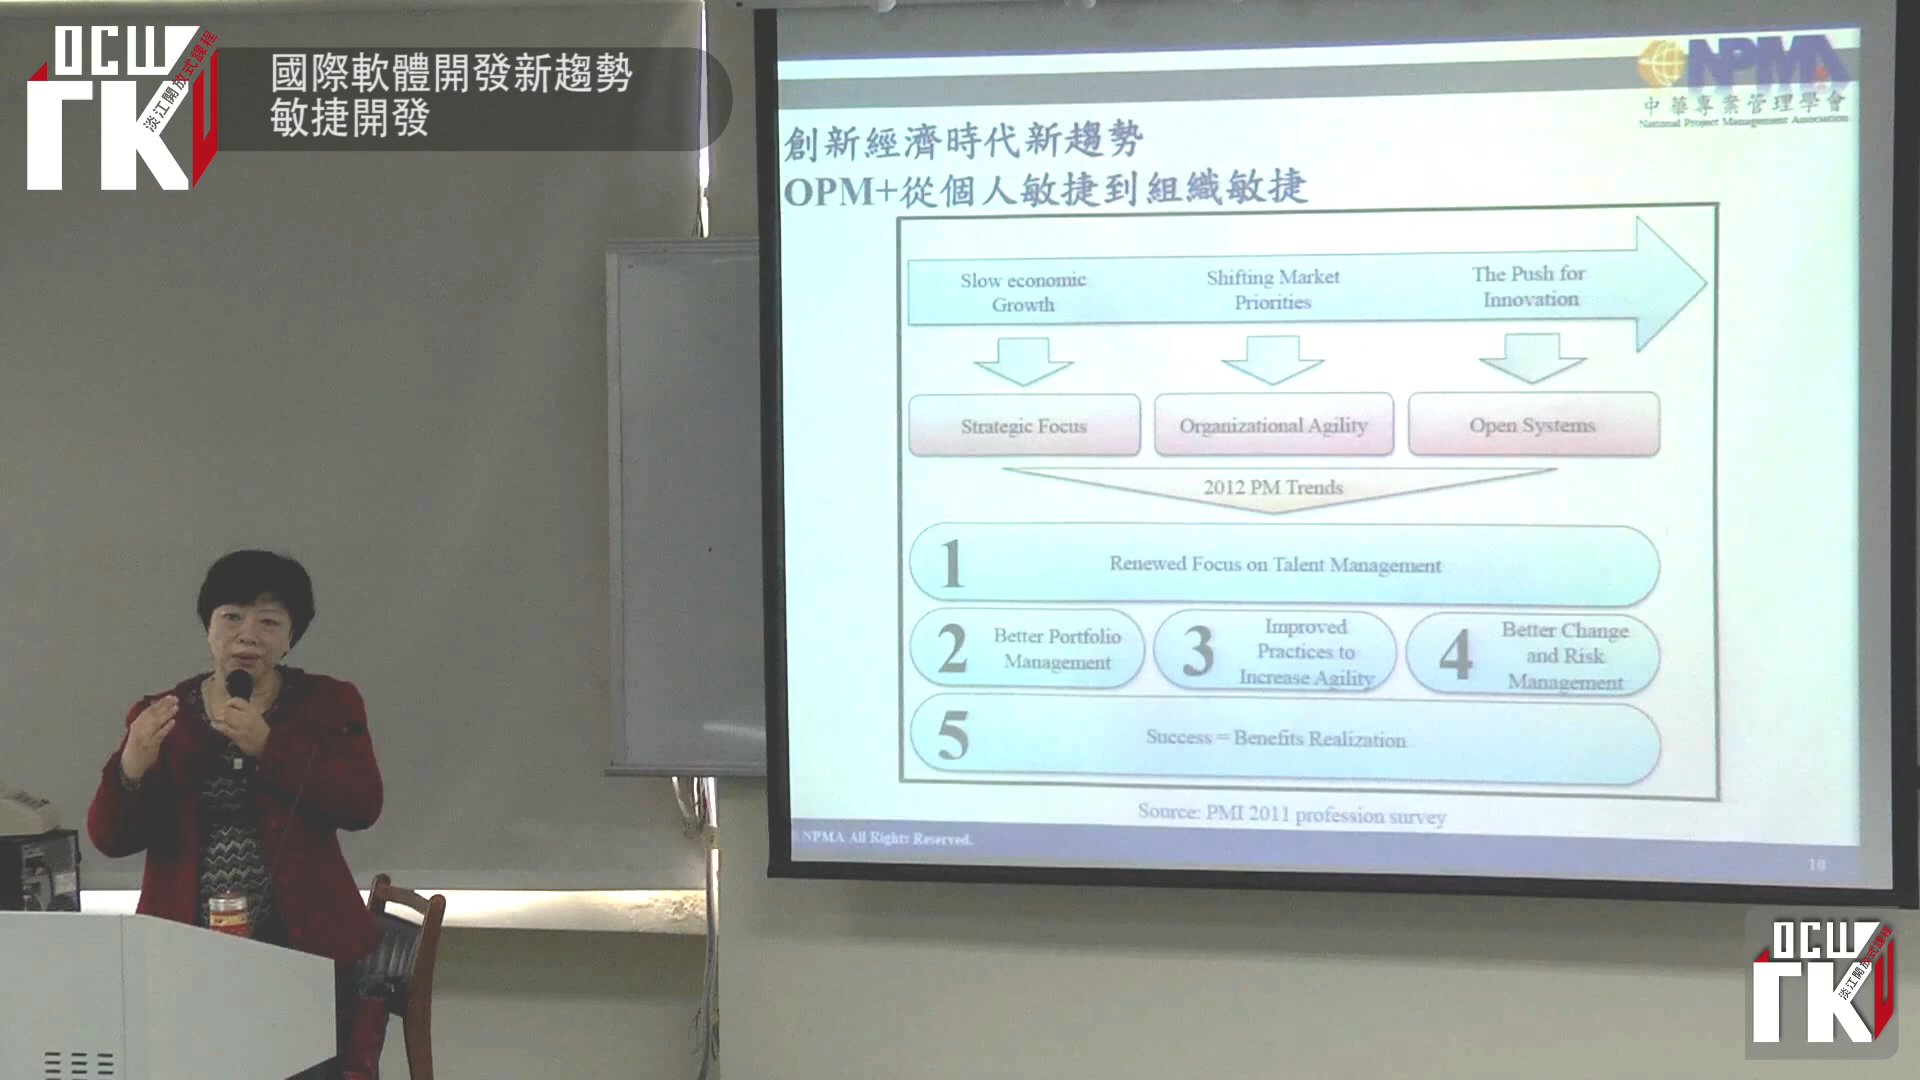 OCW
TKU
淡江開放式課程
國際軟體開發新趨勢
敏捷開發
NPMA
中華專案管理學會
National Project Management Association
創新經濟時代新趨勢
OPM+從個人敏捷到組織敏捷
Slow economic
Growth
Shifting Market
Priorities
The Push for
Innovation
Strategic Focus
Organizational Agility
Open Systems
2012 PM Trends
1
Renewed Focus on Talent Management
2
Better Portfolio
Management
3
Improved
Practices to
Increase Agility
4
Better Change
and Risk
Management
5
Success = Benefits Realization
Source: PMI 2011 profession survey
NPMA All Rights Reserved.
10
OCW
TKU
淡江開放式課程